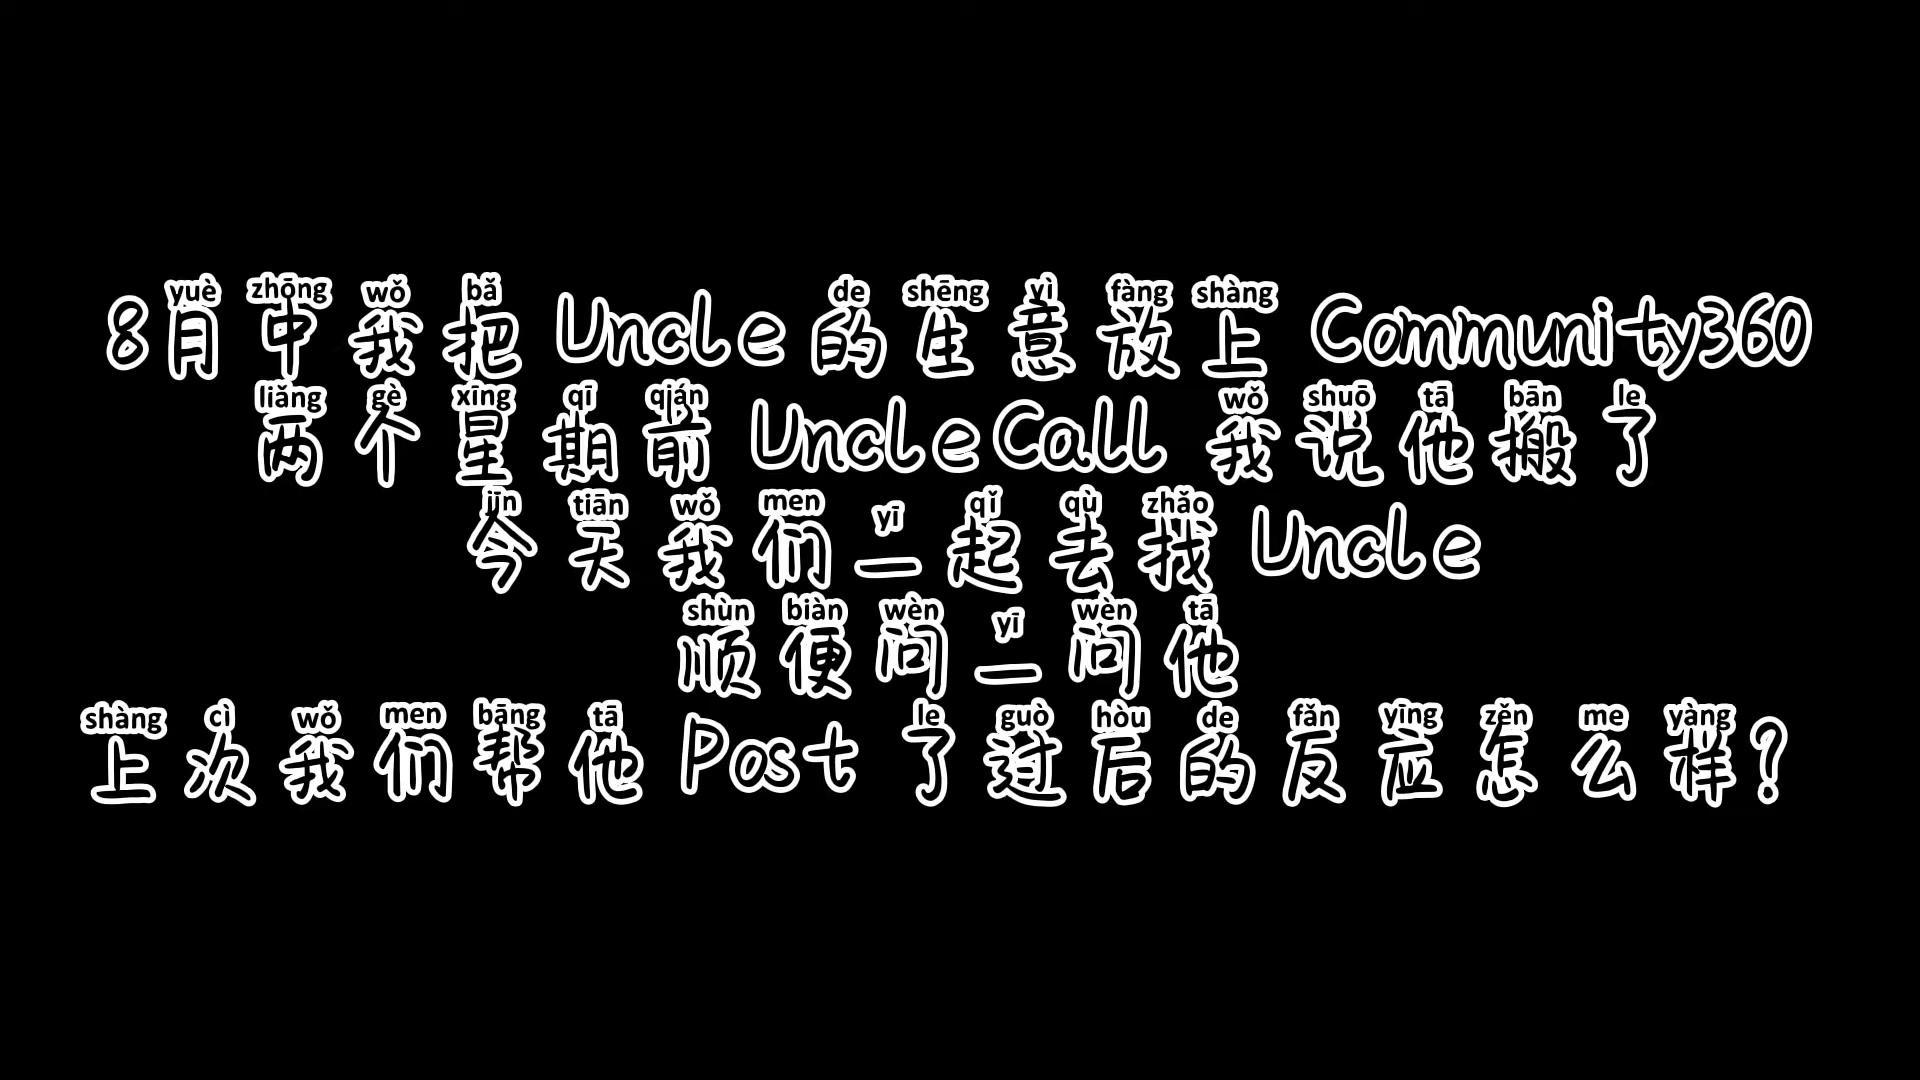 yuè zhōng wǒ bǎ de shēng yì fàng shàng
8月中我把 Uncle 的生意放上 Community360
liǎng gè xīng qī qián wǒ shuō tā bān le
两个星期前 Uncle Call 我说他搬了
jīn tiān wǒ men yī qǐ qù zhǎo
今天我们一起去找 Uncle
shùn biàn wèn yī wèn tā
顺便问一问他
shàng cì wǒ men bāng tā le guò hòu de fǎn yīng zěn me yàng
上次我们帮他 Post 了过后的反应怎么样?